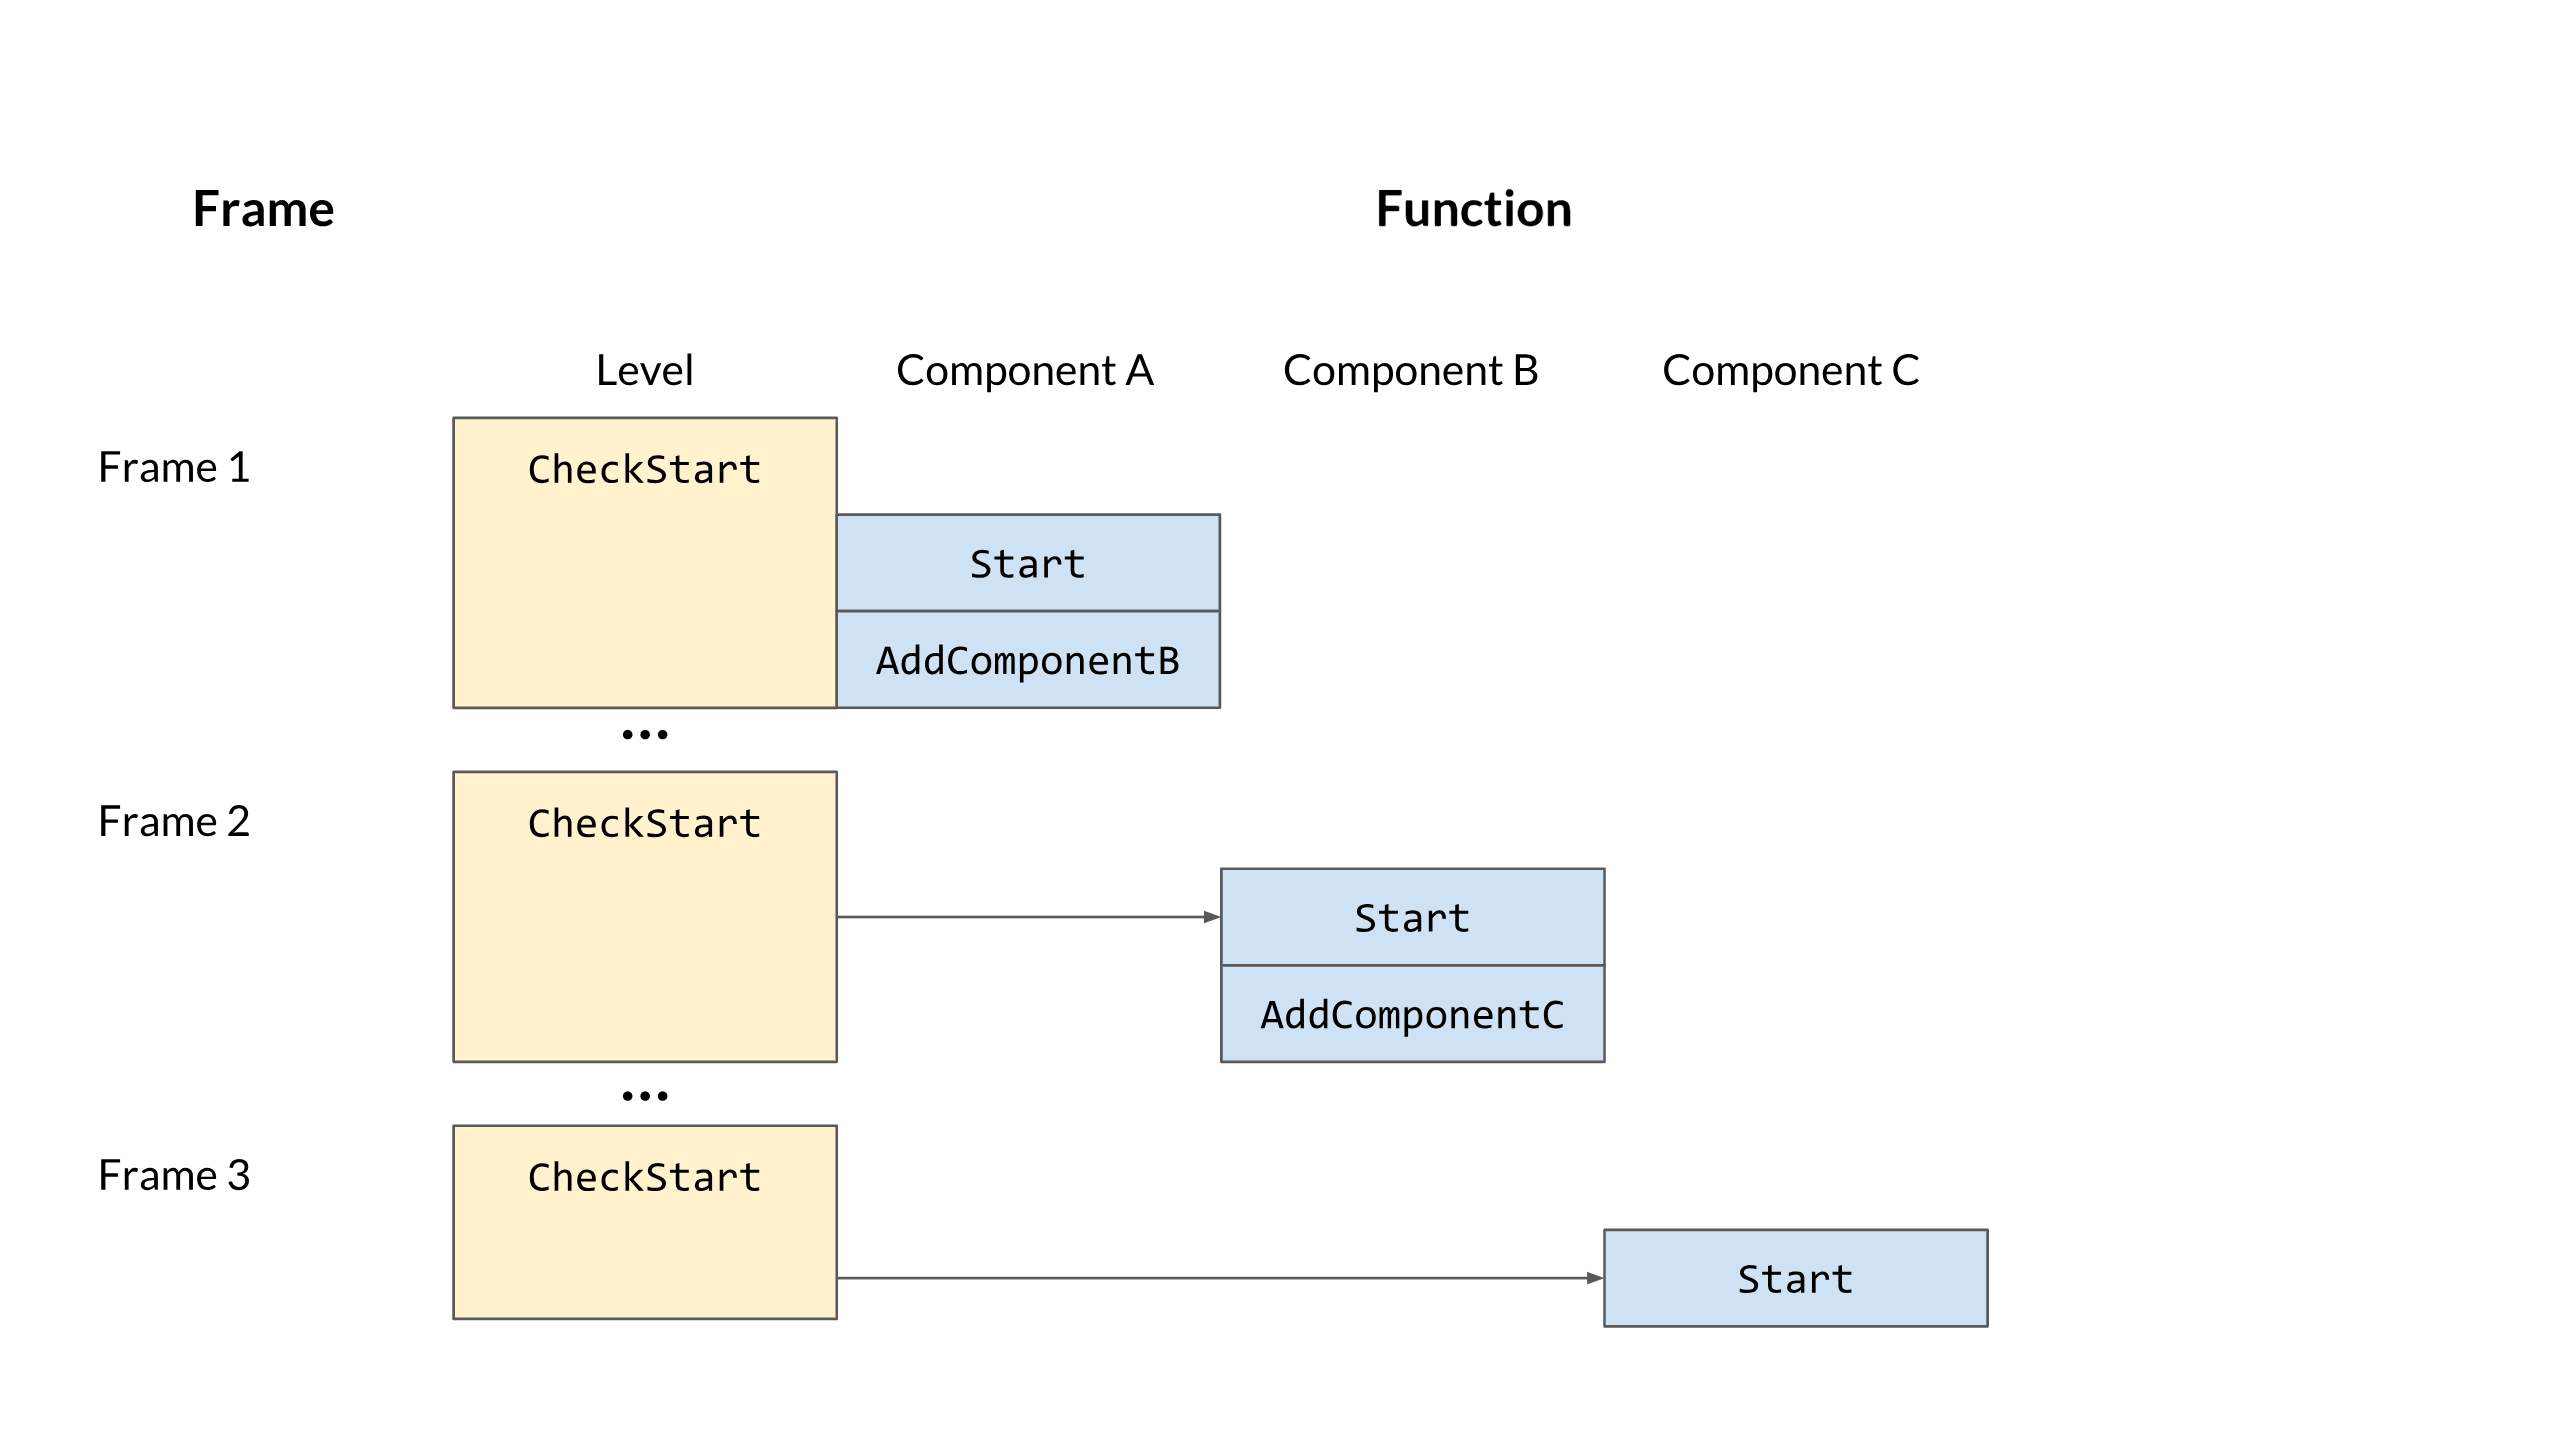 Frame
Function
Level
Component A
Component B
Component C
Frame 1
CheckStart
Start
AddComponentB
...
Frame 2
CheckStart
Start
AddComponentC
...
Frame 3
CheckStart
Start